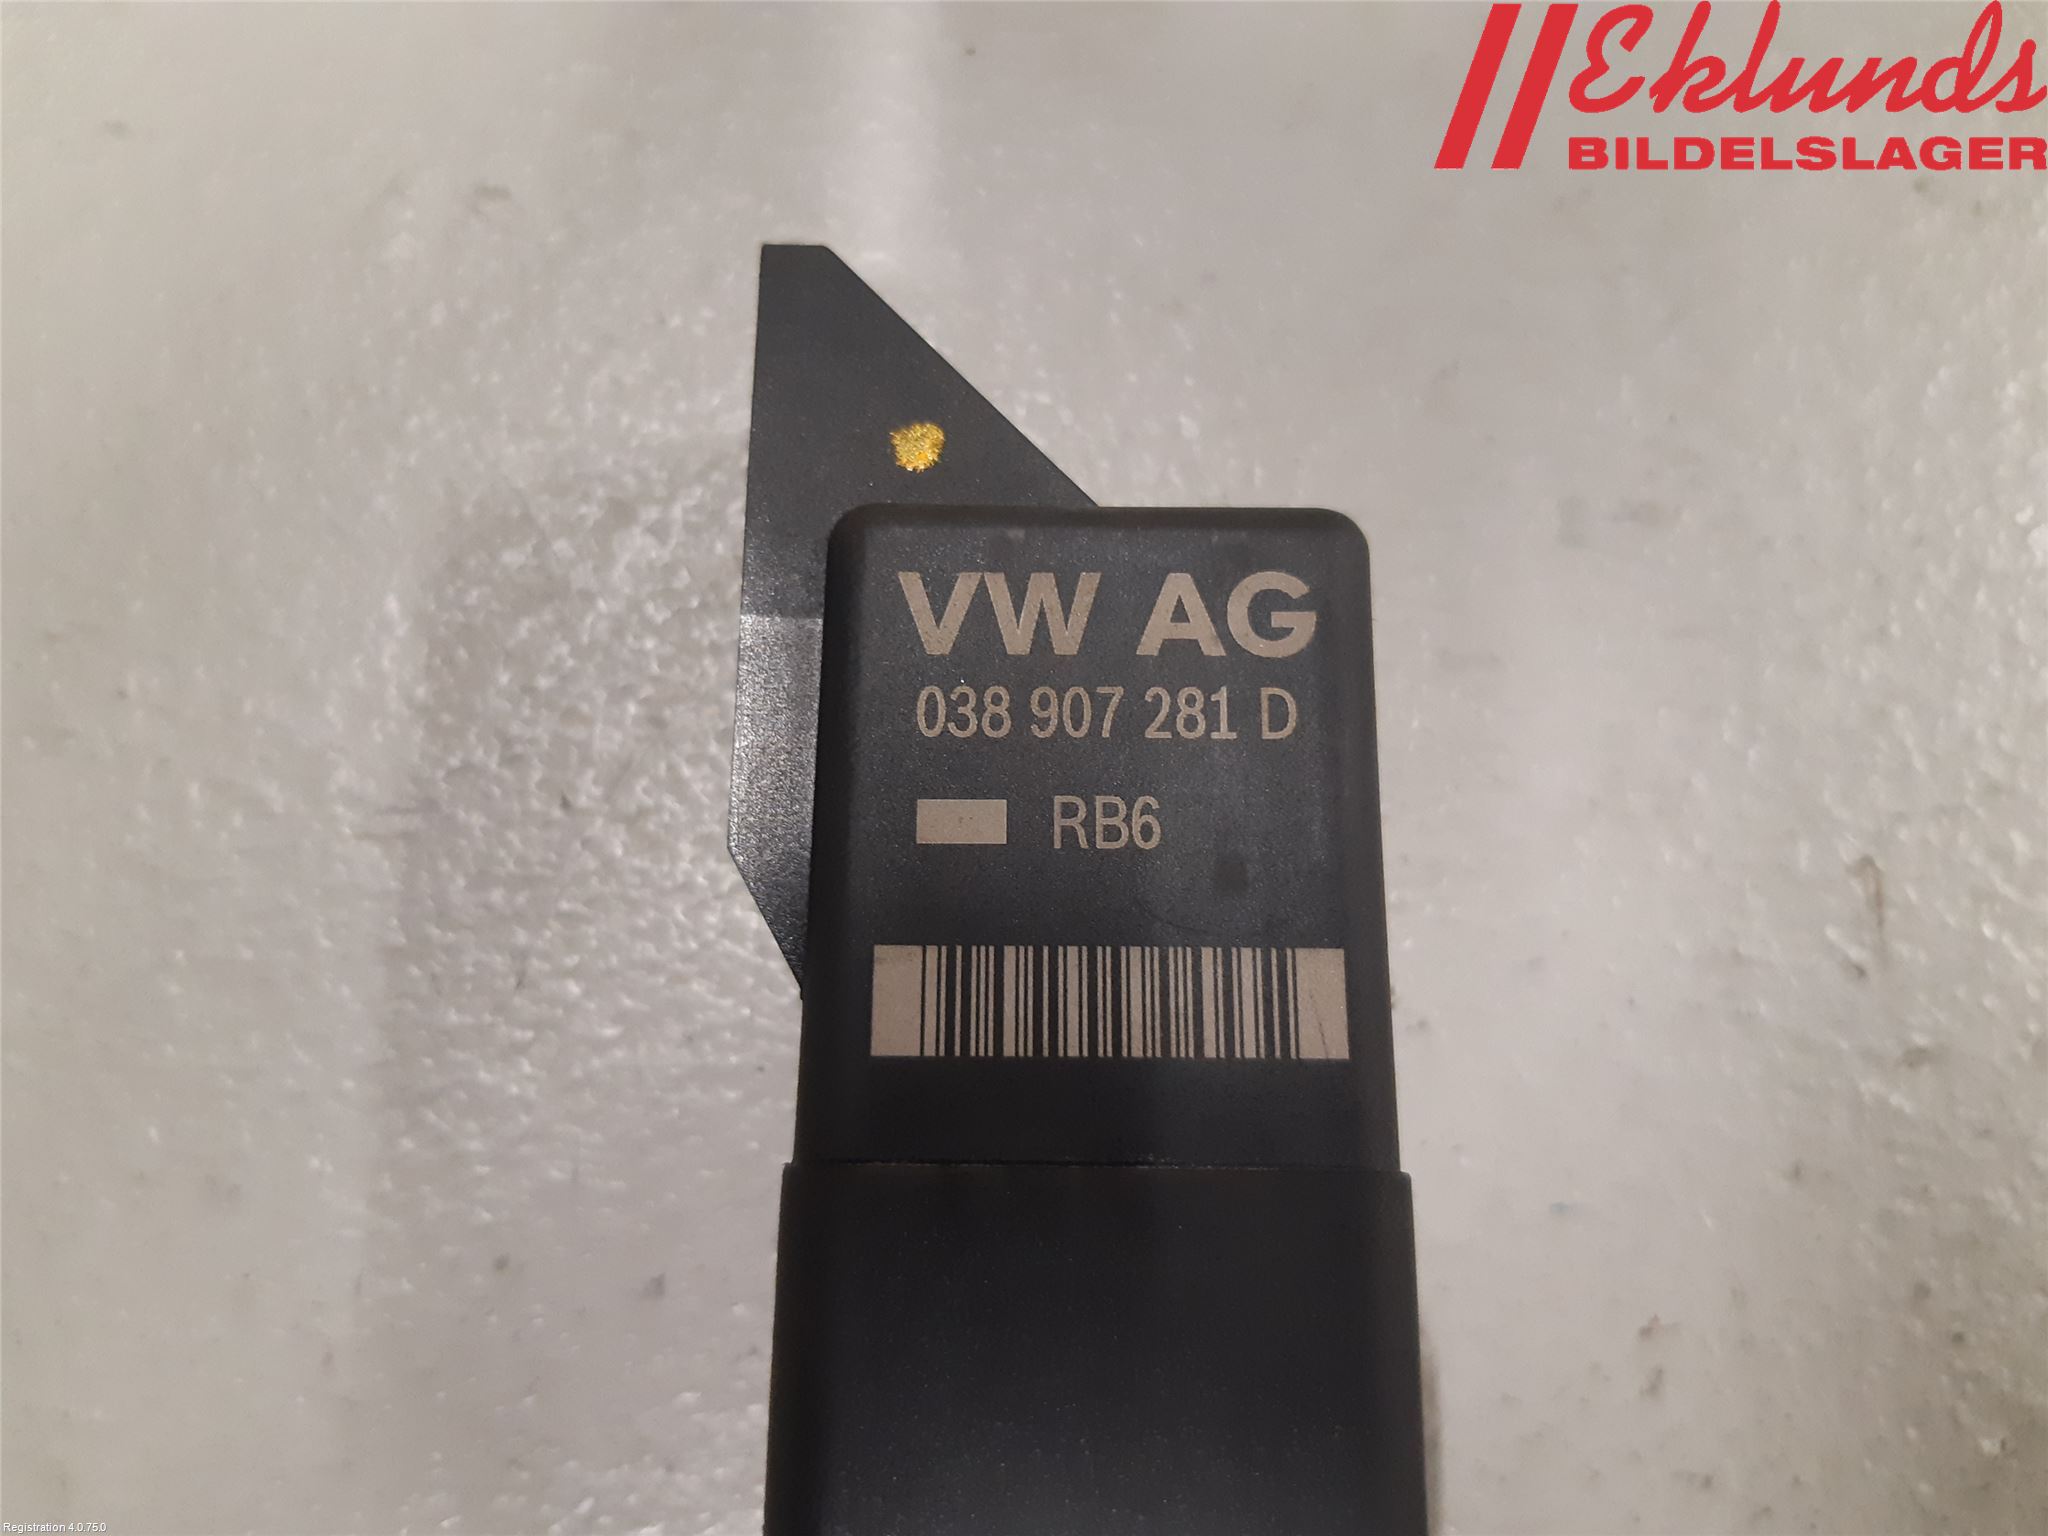 Eklunds
BILDELSLAGER
VW AG
038 907 281 D
RB6
Registration 4.0.75.0